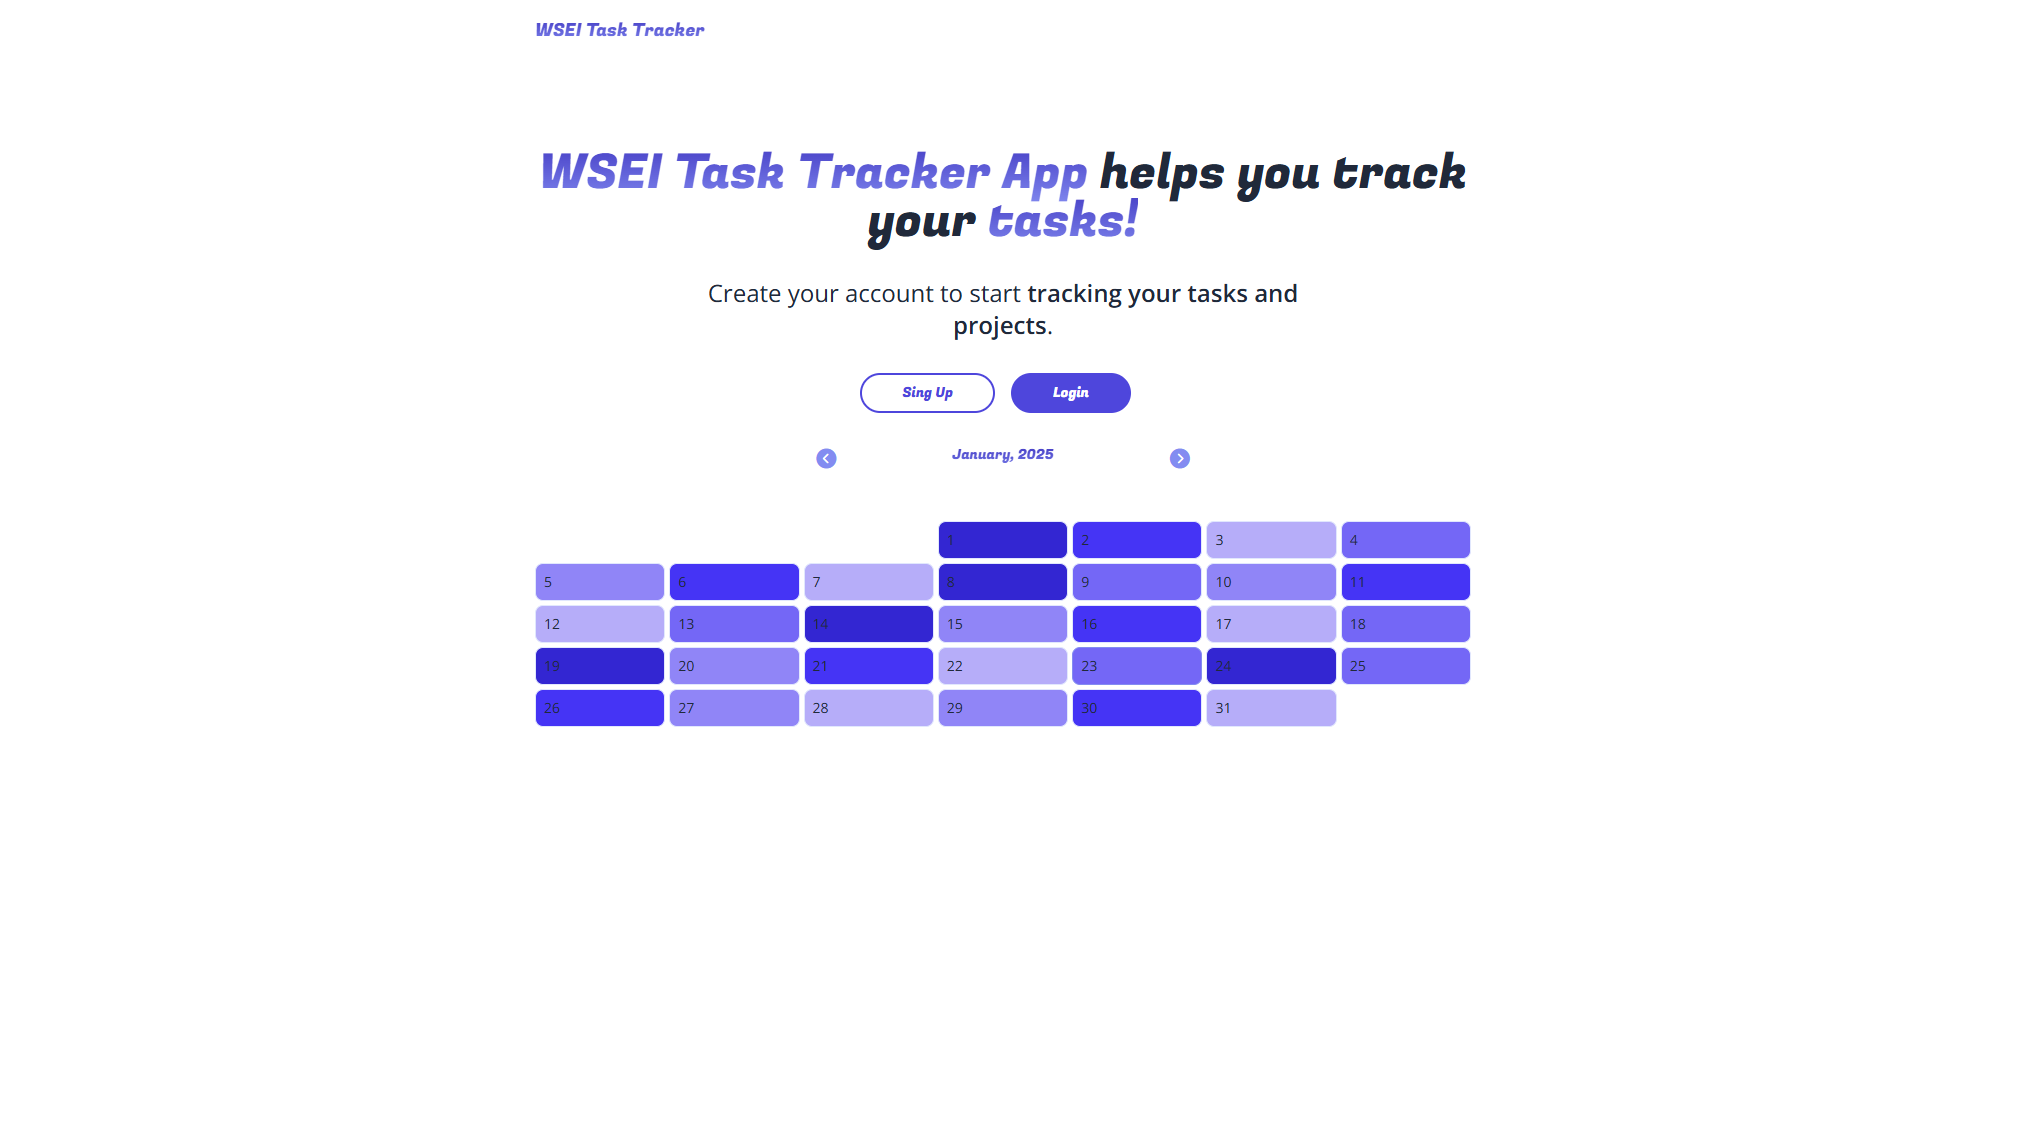 WSEI Task Tracker
WSEI Task Tracker App helps you track
your tasks!
Create your account to start tracking your tasks and
projects.
Sing Up
Login
January, 2025
1 2 3 4
5 6 7 8 9 10 11
12 13 14 15 16 17 18
19 20 21 22 23 24 25
26 27 28 29 30 31